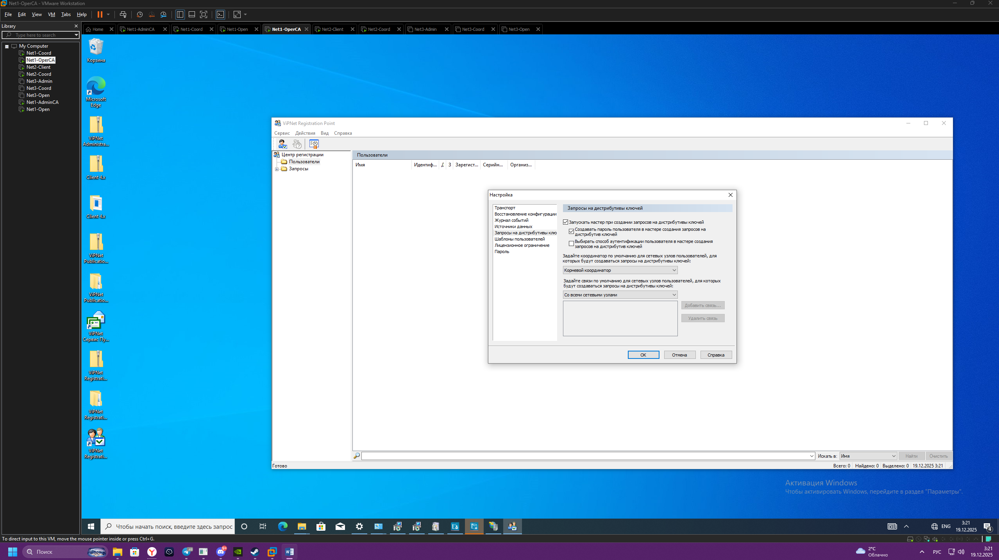 Net1-OperCA - VMware Workstation
File Edit View VM Tabs Help
Library
Type here to search
My Computer
Net1-Coord
Net1-OperCA
Net2-Client
Net2-Coord
Net3-Admin
Net3-Coord
Net3-Open
Net1-AdminCA
Net1-Open
Home Net1-AdminCA Net1-Coord Net1-Open Net1-OperCA Net2-Client Net2-Coord Net3-Admin Net3-Coord Net3-Open
Корзина
Microsoft
Edge
ViPNet
Administra...
Client 4.x
Client 4.x
ViPNet
Publicatio...
ViPNet
Publicatio...
ViPNet
Сервис Пу...
ViPNet
Registrati...
ViPNet
Registrati...
ViPNet
Registrati...
ViPNet Registration Point
Сервис Действия Вид Справка
Центр регистрации
Пользователи
Запросы
Пользователи
Имя Идентиф... З Зарегист... Серийн... Организ...
Настройка
Транспорт
Восстановление конфигурации
Журнал событий
Источники данных
Запросы на дистрибутивы клю
Шаблоны пользователей
Лицензионное ограничение
Пароль
Запросы на дистрибутивы ключей
Запускать мастер при создании запросов на дистрибутивы ключей
Создавать пароль пользователя в мастере создания запросов на
дистрибутив ключей
Выбирать способ аутентификации пользователя в мастере создания
запросов на дистрибутив ключей
Задайте координатор по умолчанию для сетевых узлов пользователей, для
которых будут создаваться запросы на дистрибутивы ключей:
Корневой координатор
Задайте связи по умолчанию для сетевых узлов пользователей, для которых
будут создаваться запросы на дистрибутивы ключей:
Со всеми сетевыми узлами
Добавить связь...
Удалить связь
OK Отмена Справка
Искать в: Имя Найти Очистить
Готово
Всего: 0 Найдено: 0 Выделено: 0 19.12.2025 3:21
Активация Windows
Чтобы активировать Windows, перейдите в раздел "Параметры".
Чтобы начать поиск, введите здесь запрос
ENG
3:21
19.12.2025
4
To direct input to this VM, move the mouse pointer inside or press Ctrl+G.
Поиск
49
9+
2°C
Облачно
РУС
3:21
19.12.2025